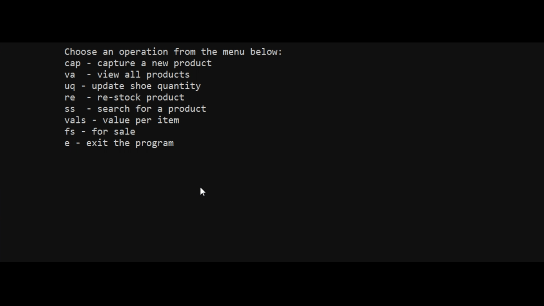 Choose an operation from the menu below:
cap - capture a new product
va  - view all products
uq - update shoe quantity
re  - re-stock product
ss  - search for a product
vals - value per item
fs - for sale
e - exit the program